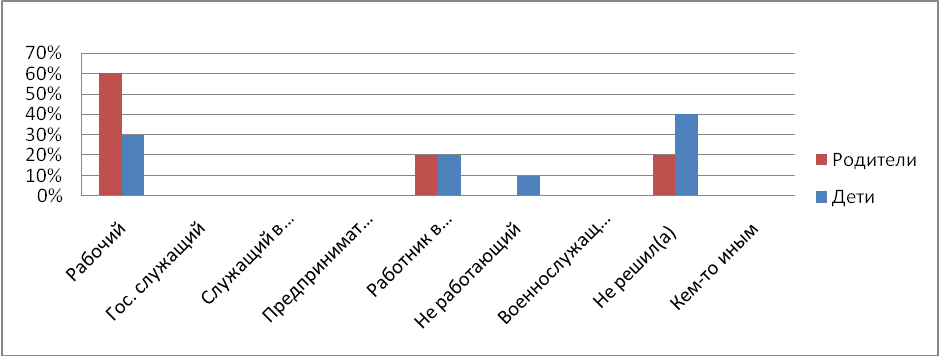 70%
60%
50%
40%
30%
20%
10%
0%
Рабочий
Гос. служащий
Служащий в...
Предпринимат...
Работник в...
Не работающий
Военнослужащ...
Не решил(а)
Кем-то иным
Родители
Дети